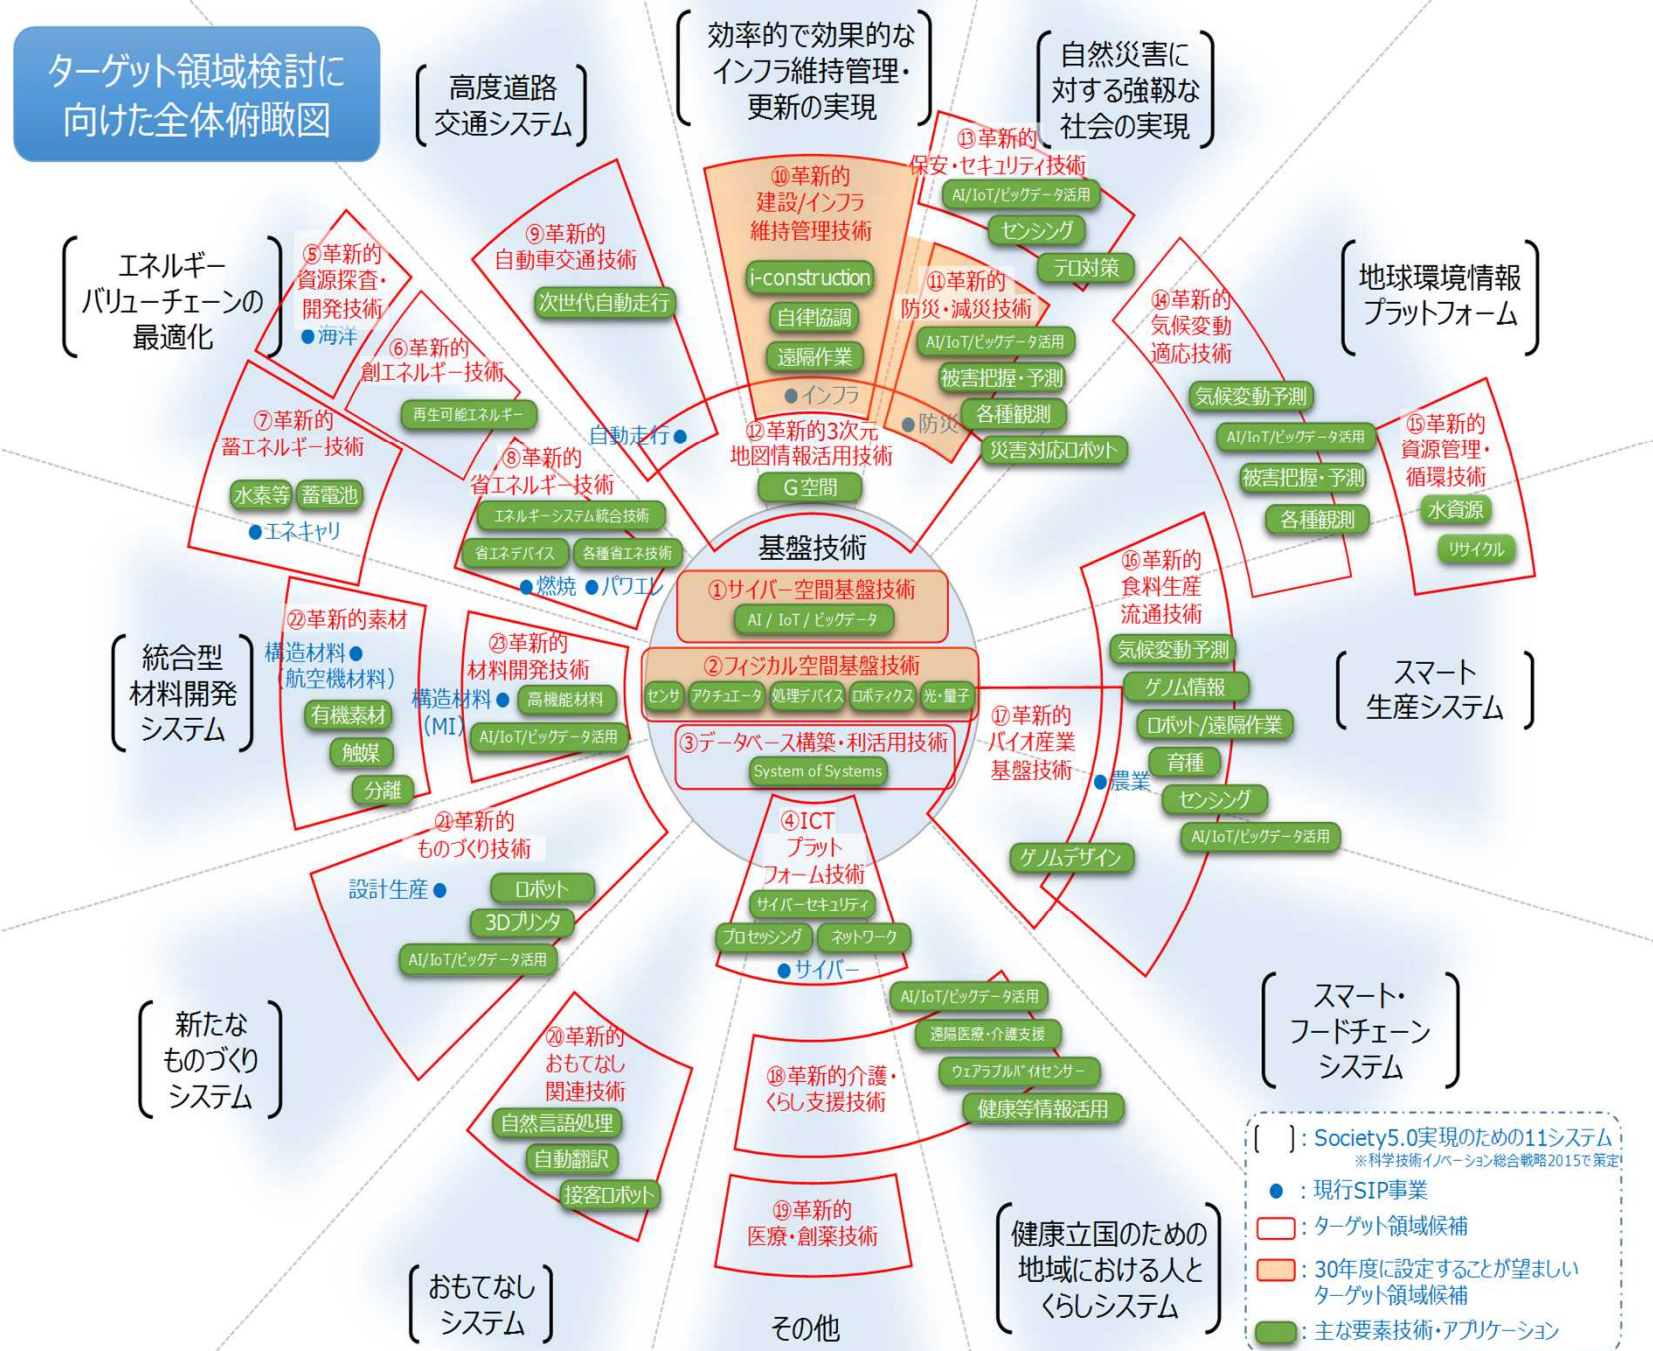 ターゲット領域検討に
向けた全体俯瞰図
高度道路
交通システム
効率的で効果的な
インフラ維持管理・
更新の実現
自然災害に
対する強靱な
社会の実現
エネルギー
バリューチェーンの
最適化
地球環境情報
プラットフォーム
⑤革新的
資源探査・
開発技術
●海洋
⑥革新的
創エネルギー技術
再生可能エネルギー
⑦革新的
蓄エネルギー技術
水素等
蓄電池
●エネキャリ
⑧革新的
省エネルギー技術
エネルギーシステム統合技術
省エネデバイス
各種省エネ技術
●燃焼 ●パワエレ
⑨革新的
自動車交通技術
次世代自動走行
自動走行●
⑩革新的
建設/インフラ
維持管理技術
i-construction
自律協調
遠隔作業
●インフラ
⑪革新的
防災・減災技術
AI/IoT/ビックデータ活用
被害把握・予測
各種観測
災害対応ロボット
●防災
⑫革新的3次元
地図情報活用技術
G空間
⑬革新的
保安・セキュリティ技術
AI/IoT/ビックデータ活用
センシング
テロ対策
⑭革新的
気候変動
適応技術
気候変動予測
AI/IoT/ビックデータ活用
被害把握・予測
各種観測
⑮革新的
資源管理・
循環技術
水資源
リサイクル
基盤技術
①サイバー空間基盤技術
AI / IoT / ビックデータ
②フィジカル空間基盤技術
センサ
アクチュエータ
処理デバイス
ロボティクス
光・量子
③データベース構築・利活用技術
System of Systems
④ICT
プラット
フォーム技術
サイバーセキュリティ
プロセッシング
ネットワーク
●サイバー
⑯革新的
食料生産
流通技術
気候変動予測
ゲノム情報
ロボット/遠隔作業
育種
センシング
AI/IoT/ビックデータ活用
⑰革新的
バイオ産業
基盤技術
●農業
ゲノムデザイン
スマート
生産システム
統合型
材料開発
システム
㉒革新的素材
構造材料●
(航空機材料)
有機素材
触媒
分離
㉓革新的
材料開発技術
構造材料●
(MI)
高機能材料
AI/IoT/ビックデータ活用
㉑革新的
ものづくり技術
設計生産●
ロボット
3Dプリンタ
AI/IoT/ビックデータ活用
新たな
ものづくり
システム
⑳革新的
おもてなし
関連技術
自然言語処理
自動翻訳
接客ロボット
おもてなし
システム
⑱革新的介護・
くらし支援技術
AI/IoT/ビックデータ活用
遠隔医療・介護支援
ウェアラブルバイオセンサー
健康等情報活用
⑲革新的
医療・創薬技術
その他
健康立国のための
地域における人と
くらしシステム
スマート・
フードチェーン
システム
[ ]：Society5.0実現のための11システム
※科学技術イノベーション総合戦略2015で策定
●：現行SIP事業
：ターゲット領域候補
：30年度に設定することが望ましい
ターゲット領域候補
：主な要素技術・アプリケーション